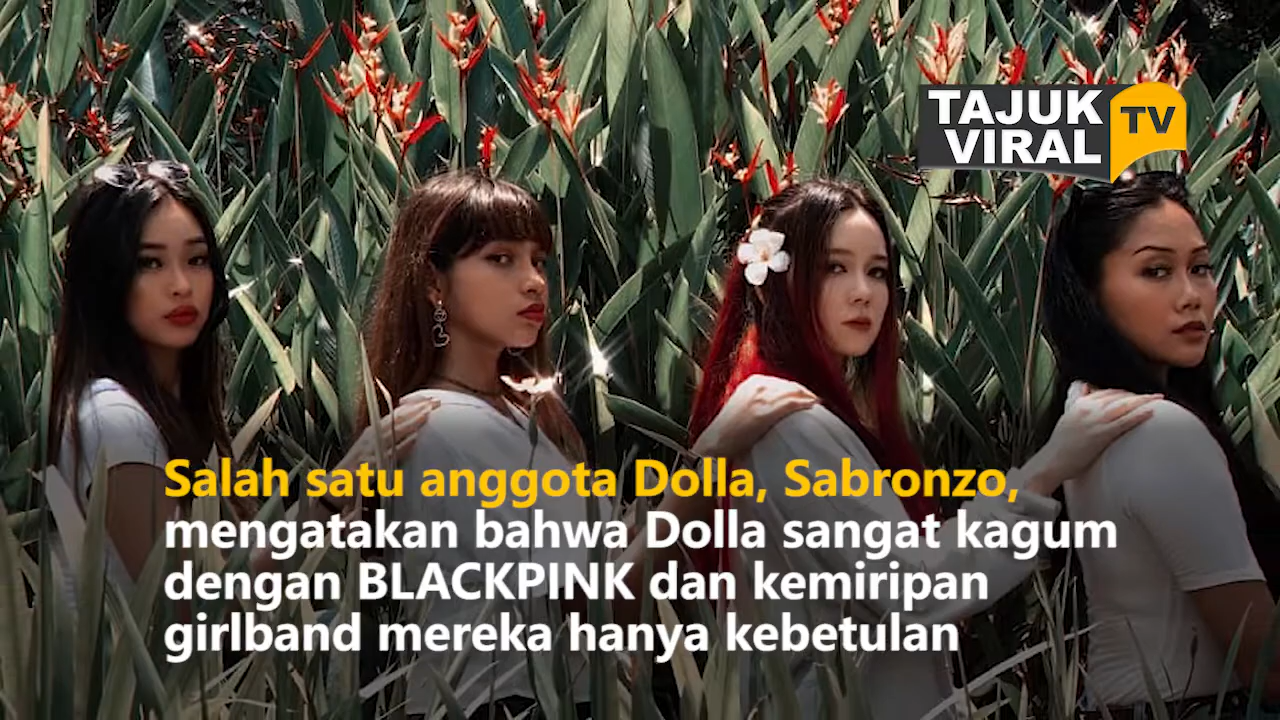 TAJUK
VIRAL
TV
Salah satu anggota Dolla, Sabronzo,
mengatakan bahwa Dolla sangat kagum
dengan BLACKPINK dan kemiripan
girlband mereka hanya kebetulan